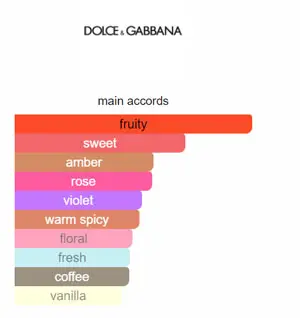 DOLCE & GABBANA
main accords
fruity
sweet
amber
rose
violet
warm spicy
floral
fresh
coffee
vanilla